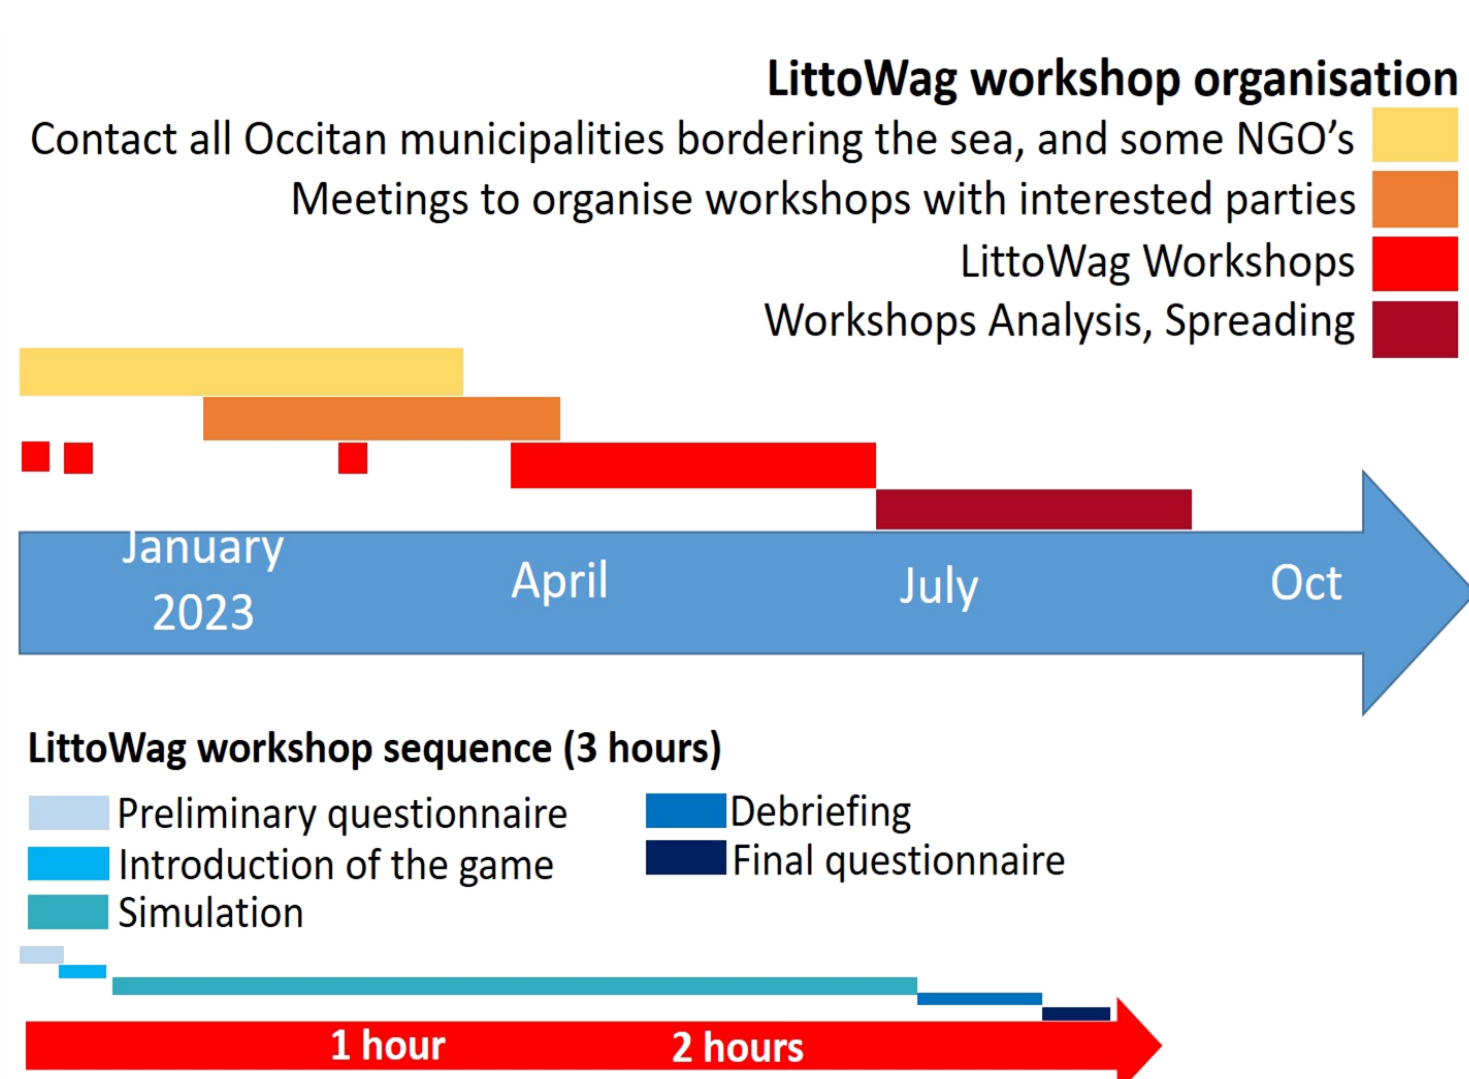 LittoWag workshop organisation
Contact all Occitan municipalities bordering the sea, and some NGO’s
Meetings to organise workshops with interested parties
LittoWag Workshops
Workshops Analysis, Spreading
January
2023
April
July
Oct
LittoWag workshop sequence (3 hours)
Preliminary questionnaire
Introduction of the game
Simulation
Debriefing
Final questionnaire
1 hour
2 hours